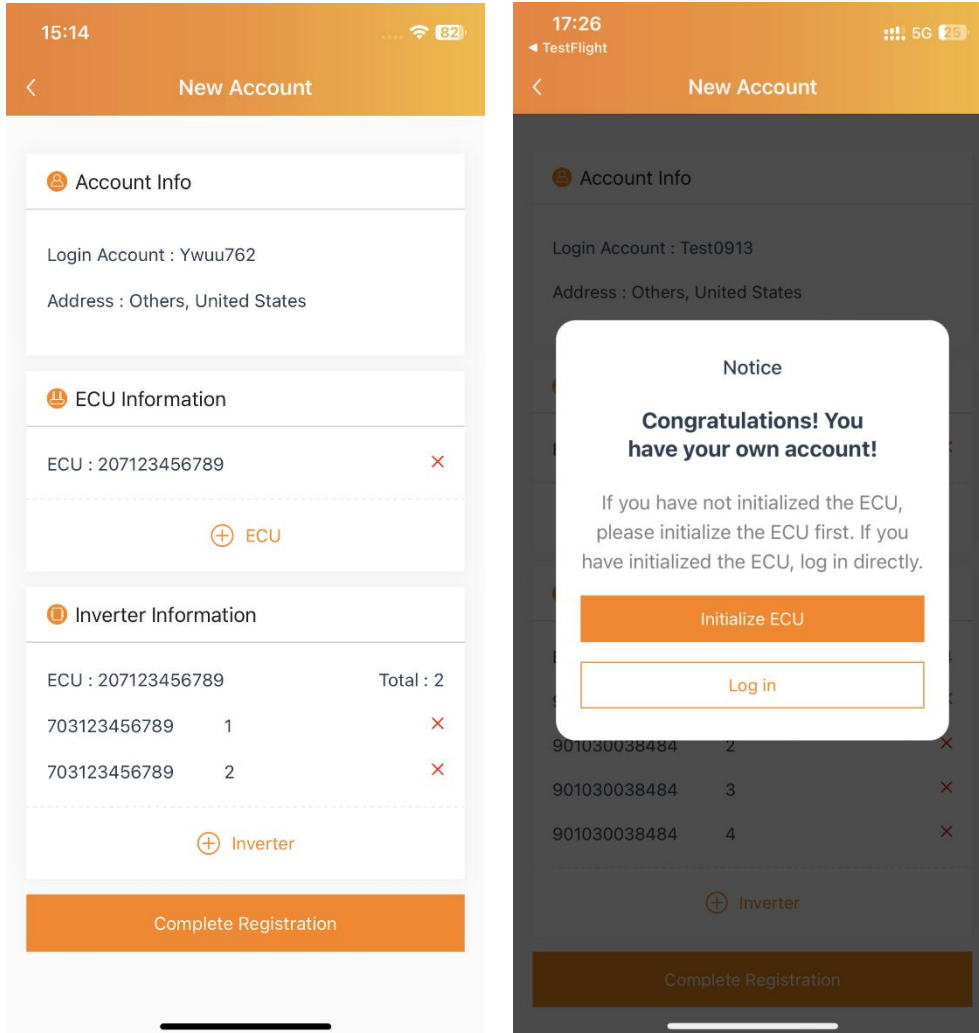 15:14
82
New Account
Account Info
Login Account : Ywuu762
Address : Others, United States
ECU Information
ECU : 207123456789
ECU
Inverter Information
ECU : 207123456789 Total : 2
703123456789 1
703123456789 2
Inverter
Complete Registration
17:26
5G 25
TestFlight
New Account
Account Info
Login Account : Test0913
Address : Others, United States
Notice
Congratulations! You
have your own account!
If you have not initialized the ECU,
please initialize the ECU first. If you
have initialized the ECU, log in directly.
Initialize ECU
Log in
901030038484 2
901030038484 3
901030038484 4
Inverter
Complete Registration